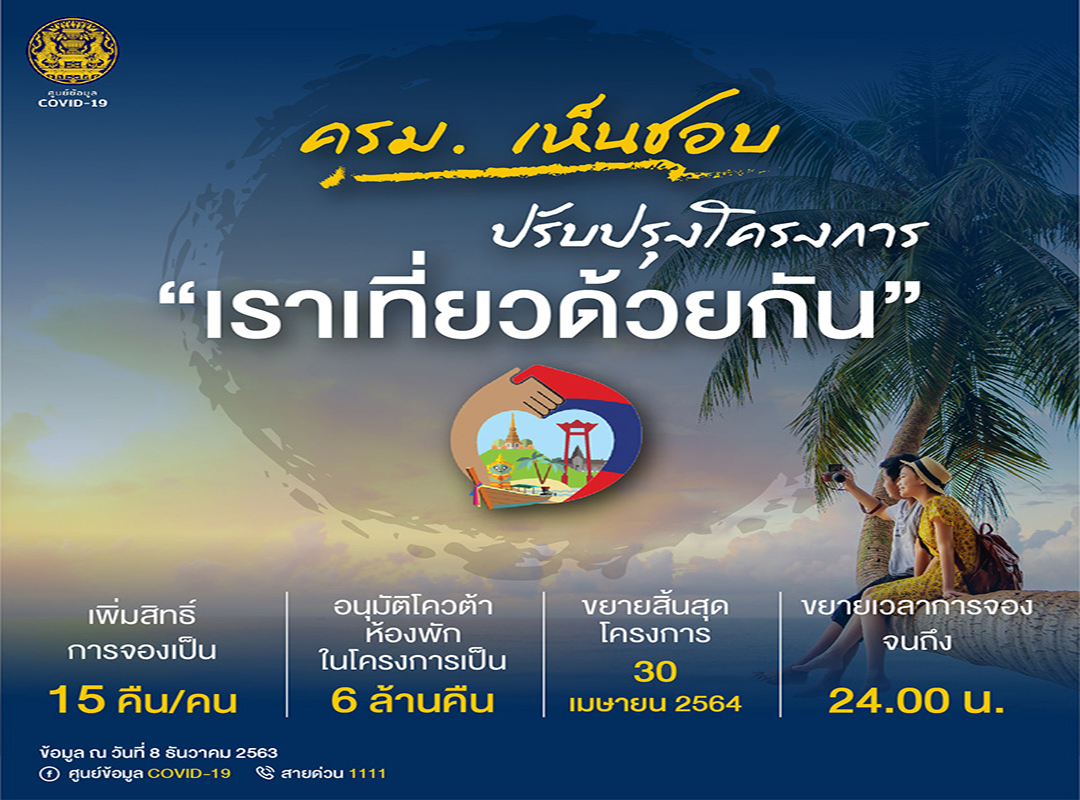 ศูนย์ข้อมูล
COVID-19
ครม. เห็นชอบ
ปรับปรุงโครงการ
“เราเที่ยวด้วยกัน”
เพิ่มสิทธิ์
การจองเป็น
15 คืน/คน
อนุมัติโควต้า
ห้องพัก
ในโครงการเป็น
6 ล้านคืน
ขยายสิ้นสุด
โครงการ
30
เมษายน 2564
ขยายเวลาการจอง
จนถึง
24.00 น.
ข้อมูล ณ วันที่ 8 ธันวาคม 2563
ศูนย์ข้อมูล COVID-19 สายด่วน 1111